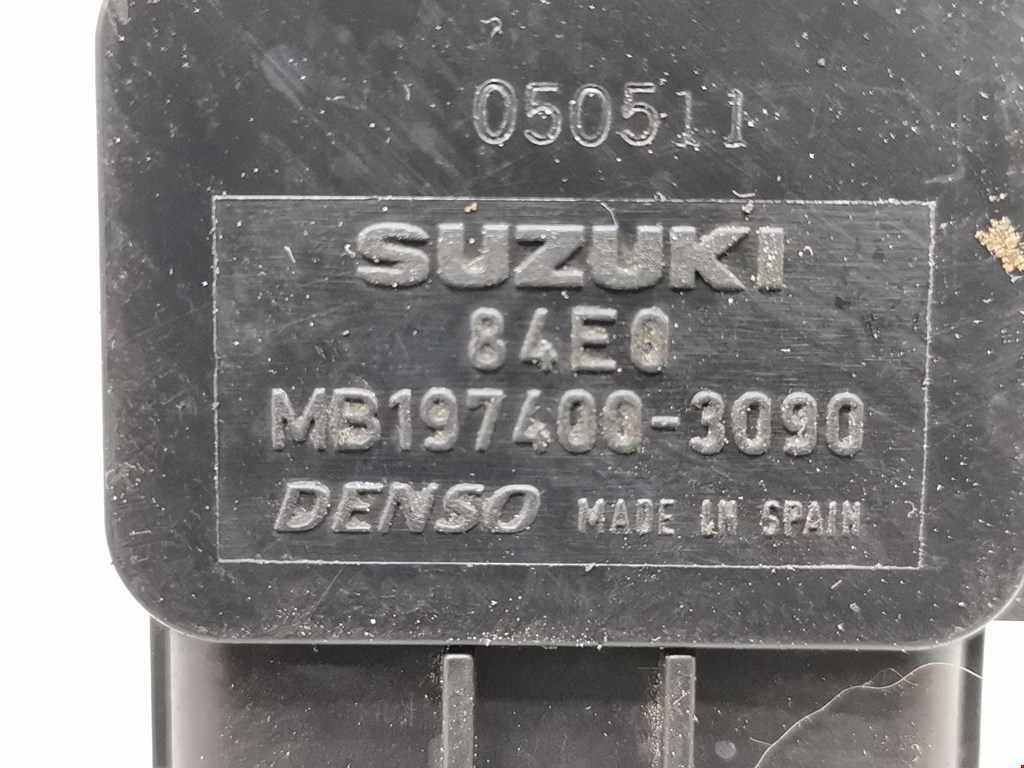 050511
SUZUKI
84E0
MB197400-3090
DENSO MADE IN SPAIN